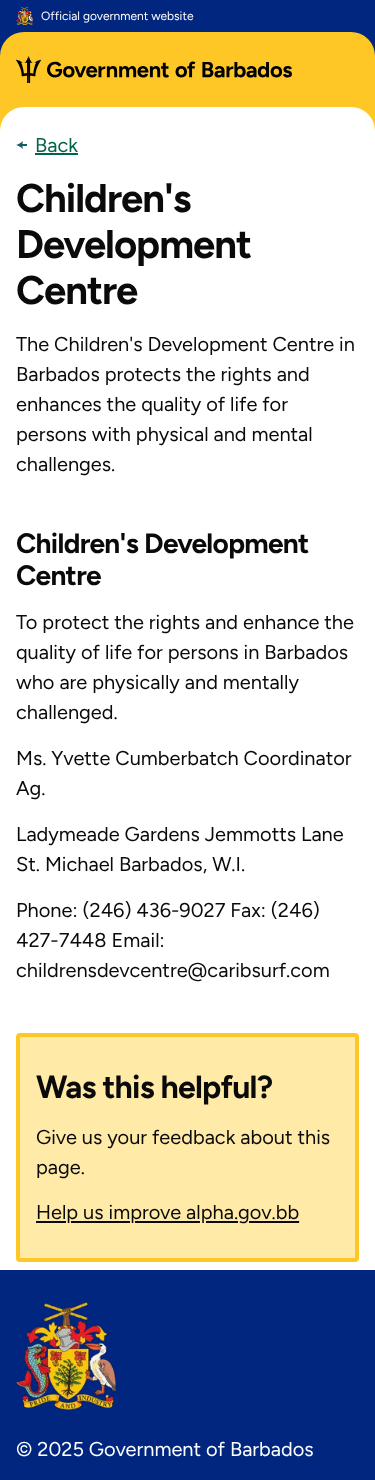 Official government website
Government of Barbados
Back
Children's
Development
Centre
The Children's Development Centre in
Barbados protects the rights and
enhances the quality of life for
persons with physical and mental
challenges.
Children's Development
Centre
To protect the rights and enhance the
quality of life for persons in Barbados
who are physically and mentally
challenged.
Ms. Yvette Cumberbatch Coordinator
Ag.
Ladymeade Gardens Jemmotts Lane
St. Michael Barbados, W.I.
Phone: (246) 436-9027 Fax: (246)
427-7448 Email:
childrensdevcentre@caribsurf.com
Was this helpful?
Give us your feedback about this
page.
Help us improve alpha.gov.bb
PRIDE AND INDUSTRY
© 2025 Government of Barbados